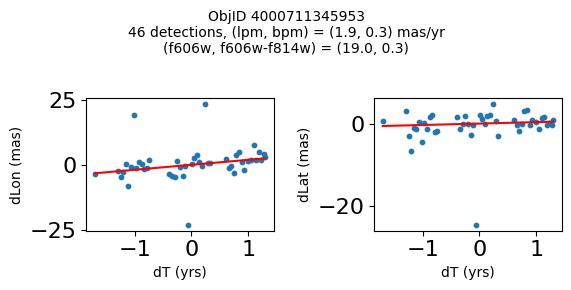 ObjID 4000711345953
46 detections, (lpm, bpm) = (1.9, 0.3) mas/yr
(f606w, f606w-f814w) = (19.0, 0.3)
25
0
−25
dLon (mas)
−1
0
1
dT (yrs)
0
−20
dLat (mas)
−1
0
1
dT (yrs)